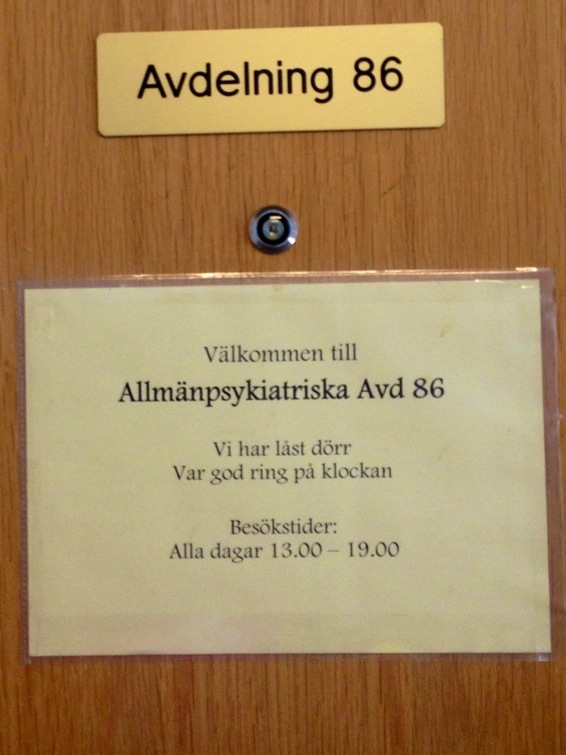 Avdelning 86
Välkommen till
Allmänpsykiatriska Avd 86
Vi har låst dörr
Var god ring på klockan
Besökstider:
Alla dagar 13.00 – 19.00